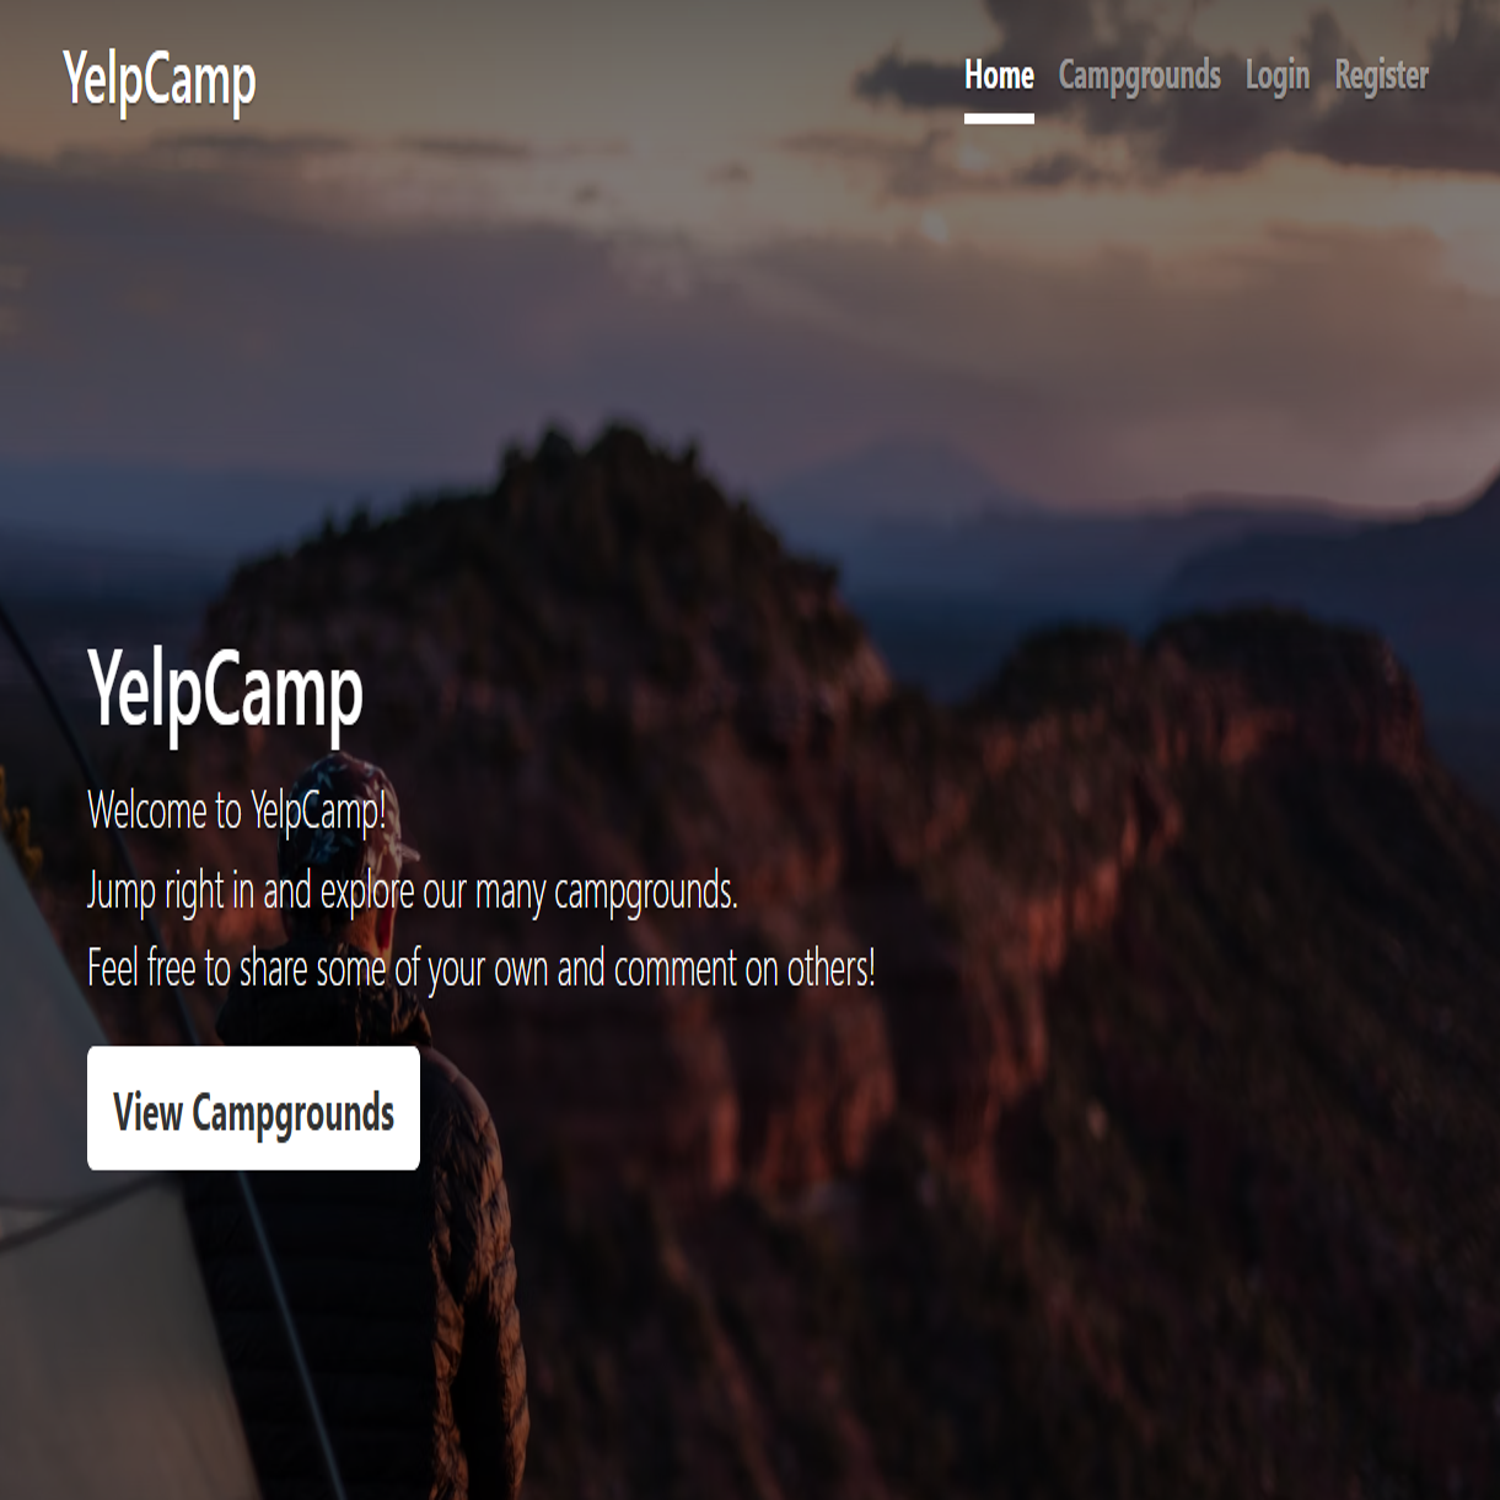 YelpCamp
Home Campgrounds Login Register
YelpCamp
Welcome to YelpCamp!
Jump right in and explore our many campgrounds.
Feel free to share some of your own and comment on others!
View Campgrounds